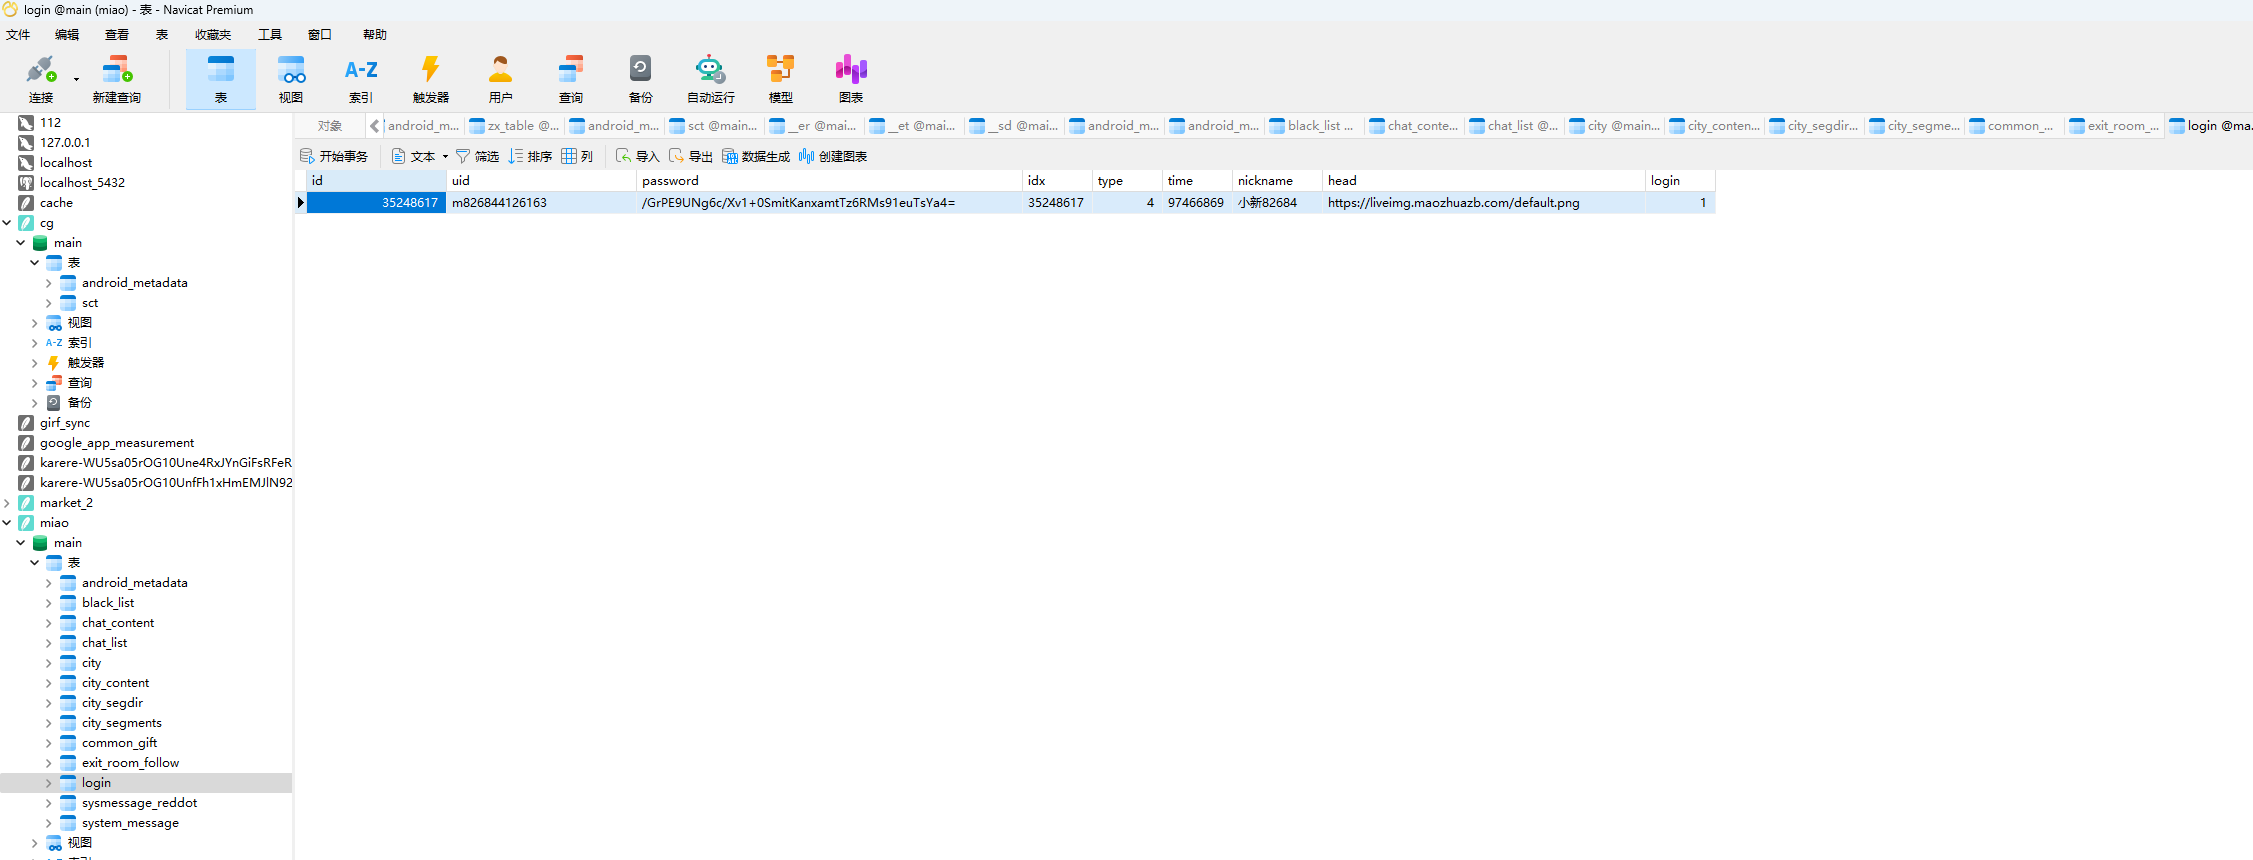 login @main (miao) - 表 - Navicat Premium
文件 编辑 查看 表 收藏夹 工具 窗口 帮助
连接 新建查询 表 视图 索引 触发器 用户 查询 备份 自动运行 模型 图表
对象 android_m... zx_table @... android_m... sct @main... __er @mai... __et @mai... __sd @mai... android_m... android_m... black_list ... chat_conte... chat_list @... city @main... city_conten... city_segdir... city_segme... common_... exit_room_... login @ma...
开始事务 文本 筛选 排序 列 导入 导出 数据生成 创建图表
id uid password idx type time nickname head login
35248617 m826844126163 /GrPE9UNg6c/Xv1+0SmitKanxamtTz6RMs91euTsYa4= 35248617 4 97466869 小新82684 https://liveimg.maozhuazb.com/default.png 1
112
127.0.0.1
localhost
localhost_5432
cache
cg
main
表
android_metadata
sct
视图
A-Z 索引
触发器
查询
备份
girf_sync
google_app_measurement
karere-WU5sa05rOG10Une4RxJYnGiFsRFeR
karere-WU5sa05rOG10UnfFh1xHmEMJlN92
market_2
miao
main
表
android_metadata
black_list
chat_content
chat_list
city
city_content
city_segdir
city_segments
common_gift
exit_room_follow
login
sysmessage_reddot
system_message
视图